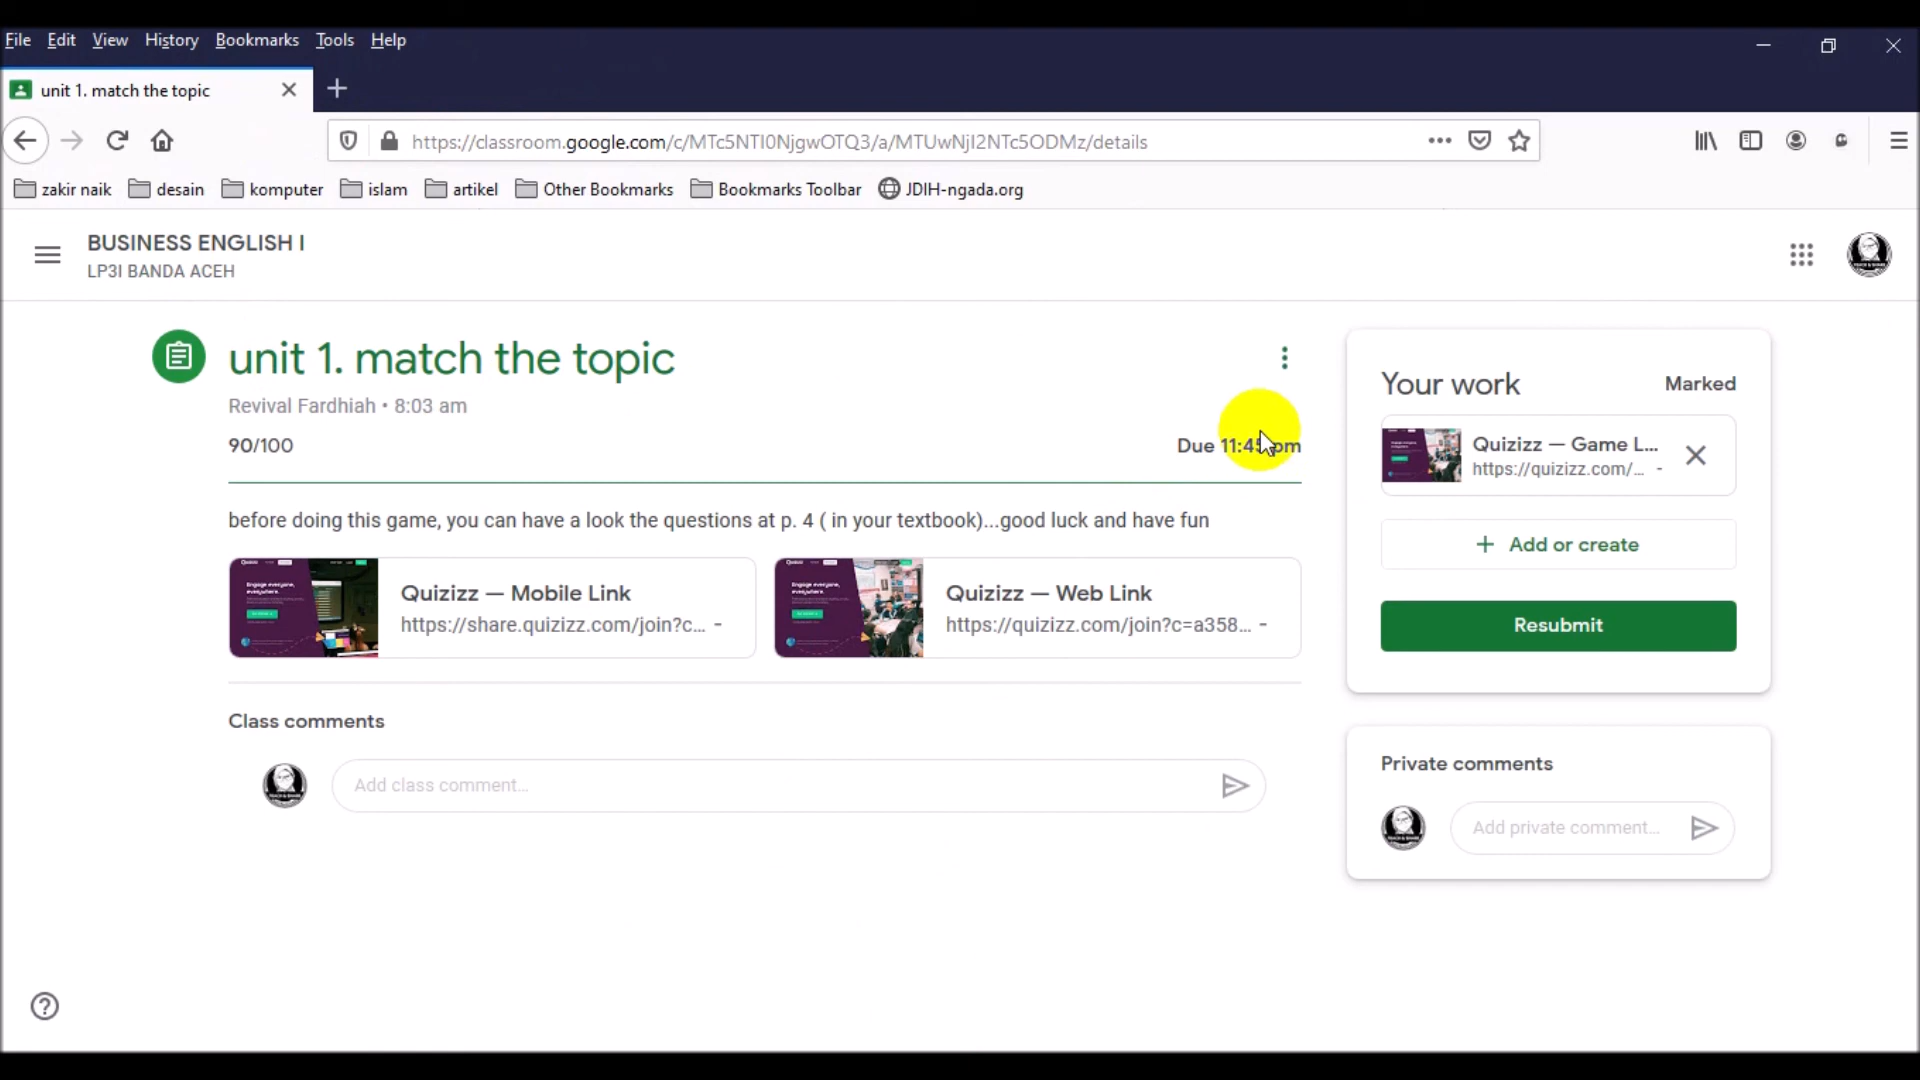 File Edit View History Bookmarks Tools Help
unit 1. match the topic
https://classroom.google.com/c/MTc5NTI0NjgwOTQ3/a/MTUwNjI2NTc5ODMz/details
zakir naik desain komputer islam artikel Other Bookmarks Bookmarks Toolbar JDIH-ngada.org
BUSINESS ENGLISH I
LP3I BANDA ACEH
unit 1. match the topic
Revival Fardhiah • 8:03 am
90/100 Due 11:45 pm
before doing this game, you can have a look the questions at p. 4 ( in your textbook)...good luck and have fun
Quizizz — Mobile Link
https://share.quizizz.com/join?c... -
Quizizz — Web Link
https://quizizz.com/join?c=a358... -
Class comments
Add class comment...
Your work Marked
Quizizz — Game L...
https://quizizz.com/... -
+ Add or create
Resubmit
Private comments
Add private comment...